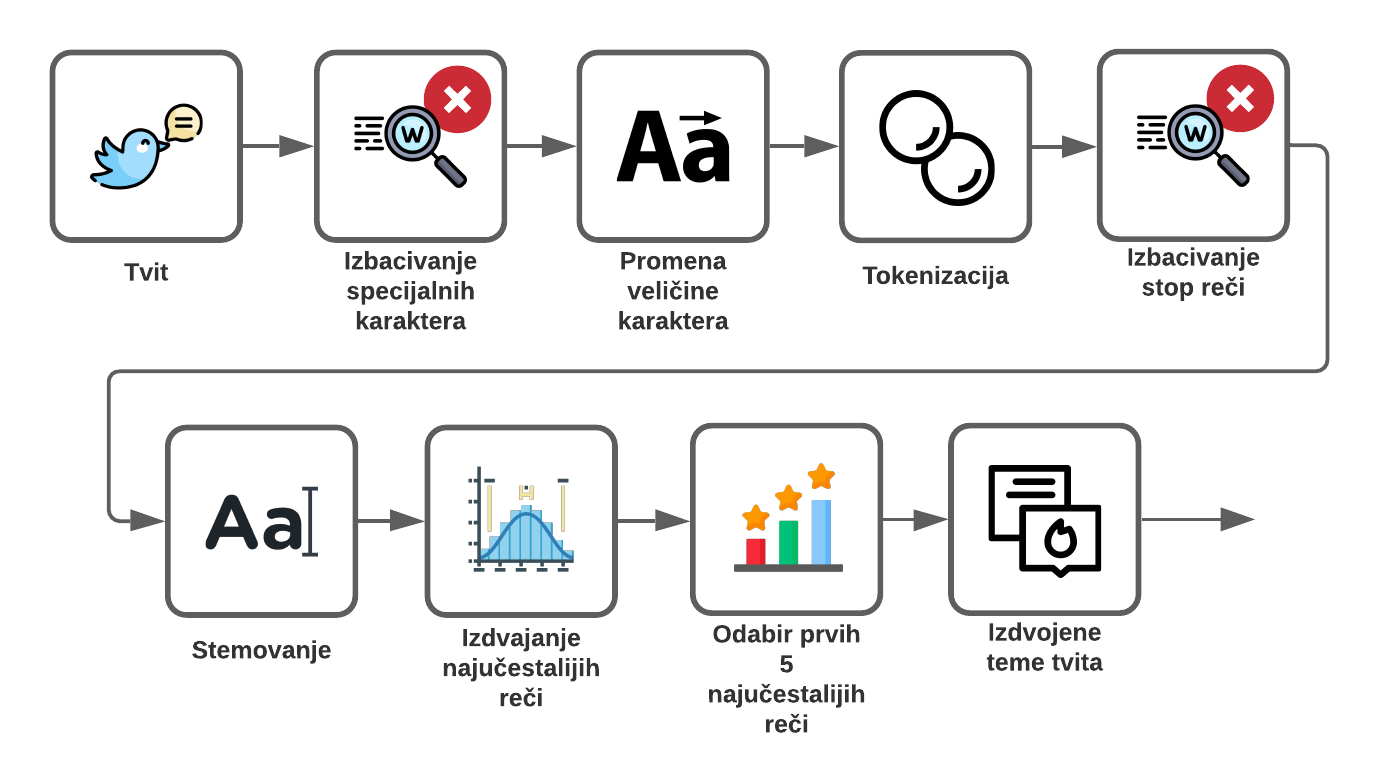 W
Aa
W
Tvit
Izbacivanje
specijalnih
karaktera
Promena
veličine
karaktera
Tokenizacija
Izbacivanje
stop reči
Aa
Stemovanje
Izdvajanje
najučestalijih
reči
Odabir prvih
5
najučestalijih
reči
Izdvojene
teme tvita